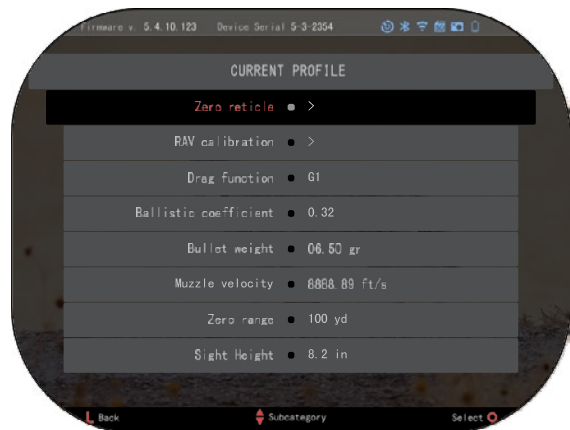 Firmware v. 5.4.10.123 Device Serial 5-3-2354
CURRENT PROFILE
Zero reticle >
RAV calibration >
Drag function G1
Ballistic coefficient 0.32
Bullet weight 06.50 gr
Muzzle velocity 8888.89 ft/s
Zero range 100 yd
Sight Height 8.2 in
L Back Subcategory Select